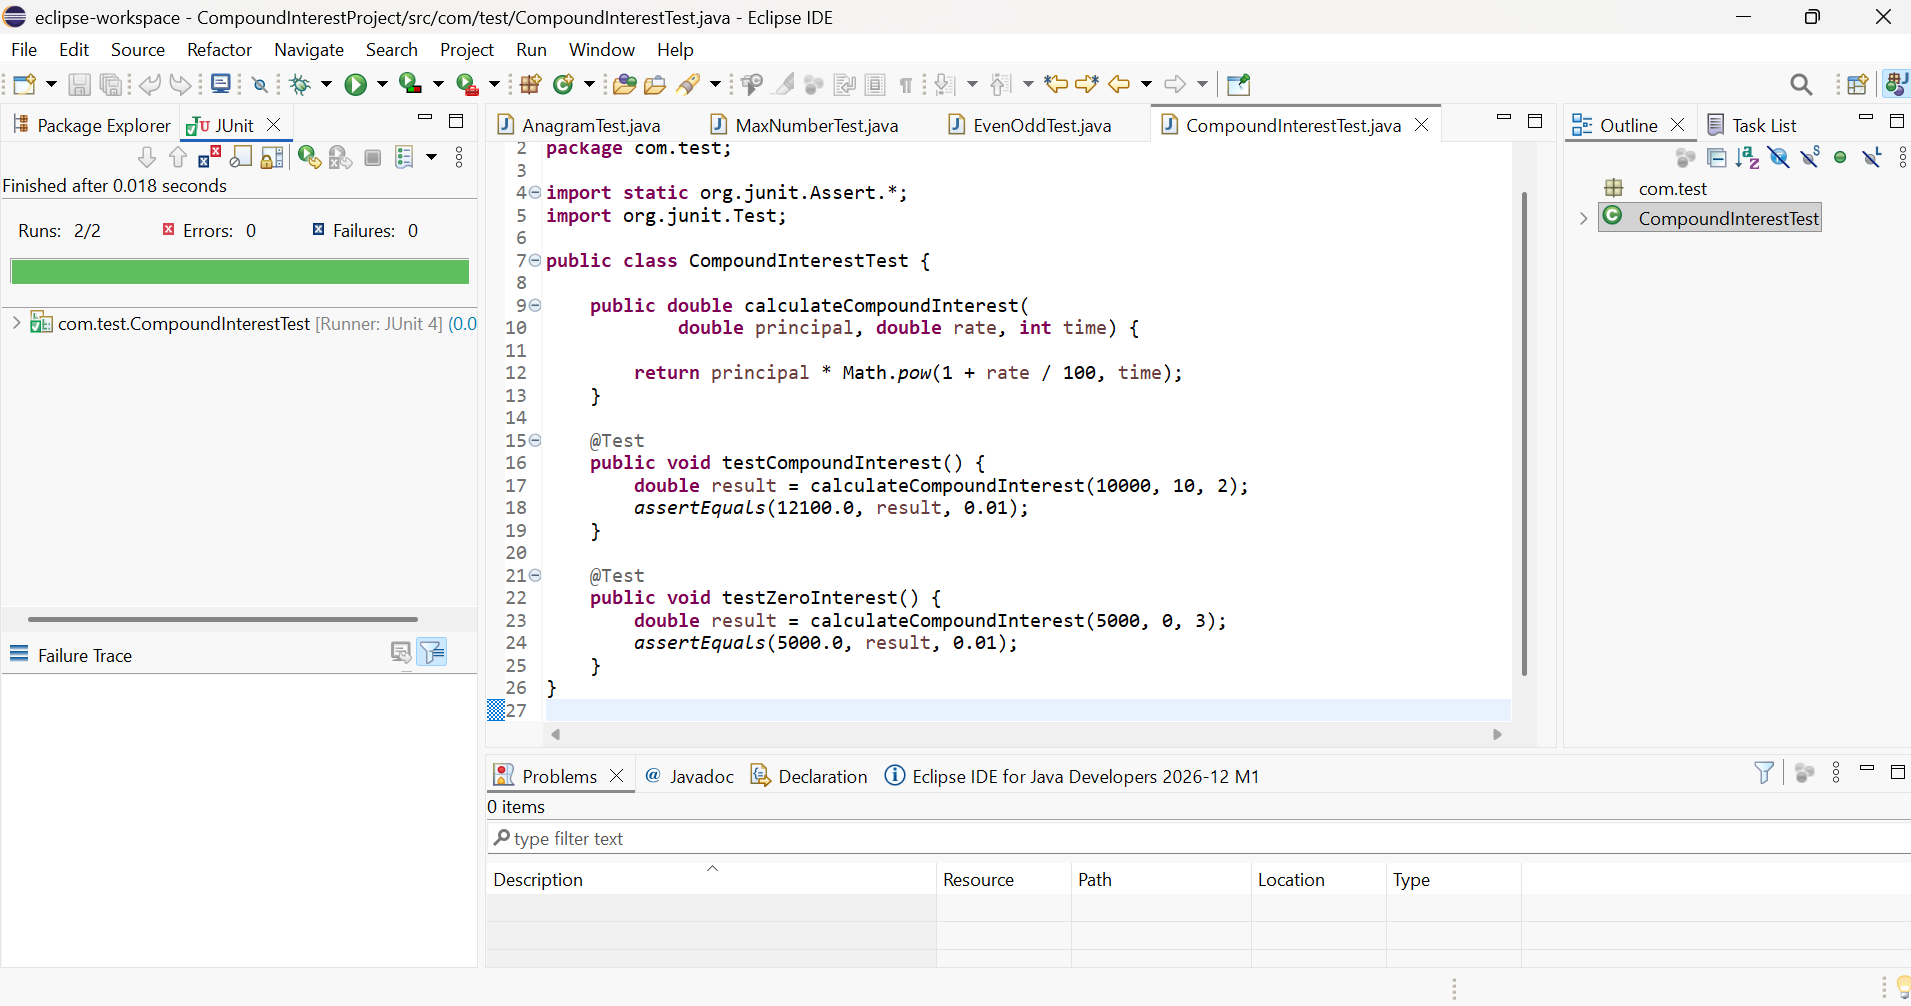 eclipse-workspace - CompoundInterestProject/src/com/test/CompoundInterestTest.java - Eclipse IDE
File Edit Source Refactor Navigate Search Project Run Window Help
Package Explorer JUnit
Finished after 0.018 seconds
Runs: 2/2 Errors: 0 Failures: 0
com.test.CompoundInterestTest [Runner: JUnit 4] (0.0
Failure Trace
AnagramTest.java MaxNumberTest.java EvenOddTest.java CompoundInterestTest.java
2 package com.test;
3
4 import static org.junit.Assert.*;
5 import org.junit.Test;
6
7 public class CompoundInterestTest {
8
9 public double calculateCompoundInterest(
10 double principal, double rate, int time) {
11
12 return principal * Math.pow(1 + rate / 100, time);
13 }
14
15 @Test
16 public void testCompoundInterest() {
17 double result = calculateCompoundInterest(10000, 10, 2);
18 assertEquals(12100.0, result, 0.01);
19 }
20
21 @Test
22 public void testZeroInterest() {
23 double result = calculateCompoundInterest(5000, 0, 3);
24 assertEquals(5000.0, result, 0.01);
25 }
26 }
27
Outline Task List
com.test
CompoundInterestTest
Problems @ Javadoc Declaration Eclipse IDE for Java Developers 2026-12 M1
0 items
type filter text
Description Resource Path Location Type